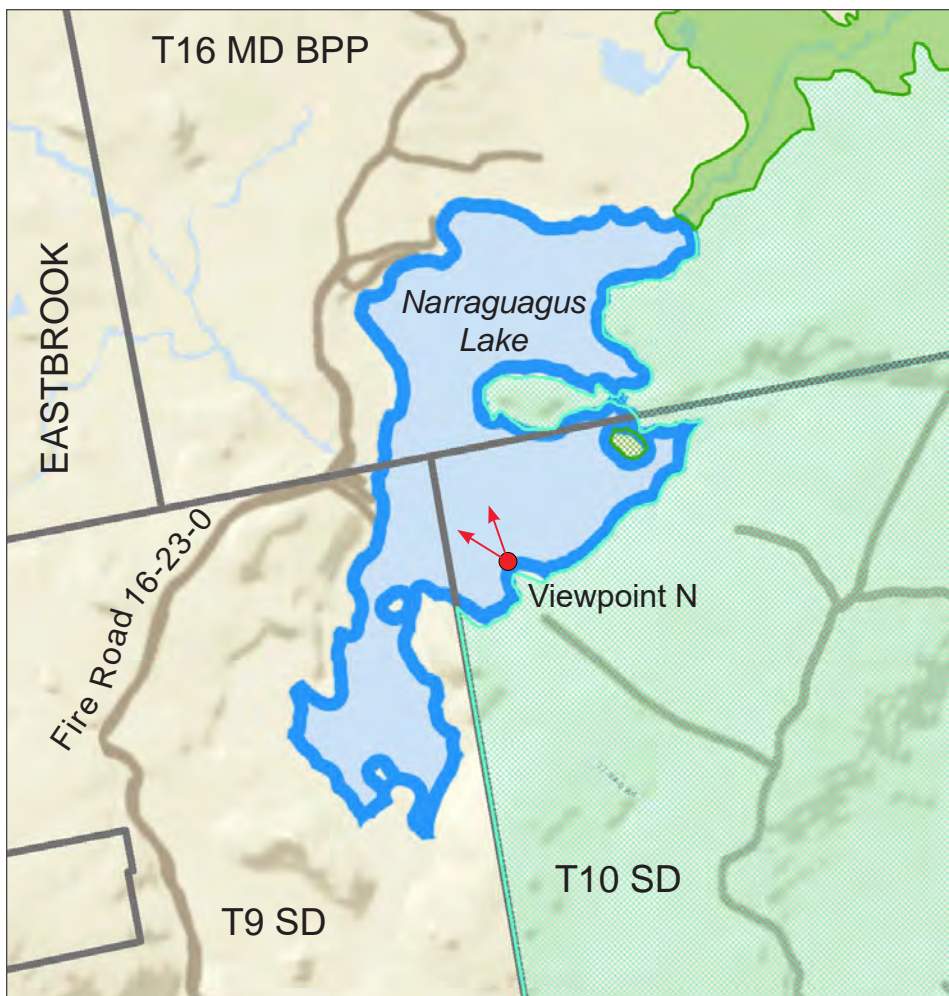 T16 MD BPP
EASTBROOK
Narraguagus
Lake
Fire Road 16-23-0
Viewpoint N
T10 SD
T9 SD